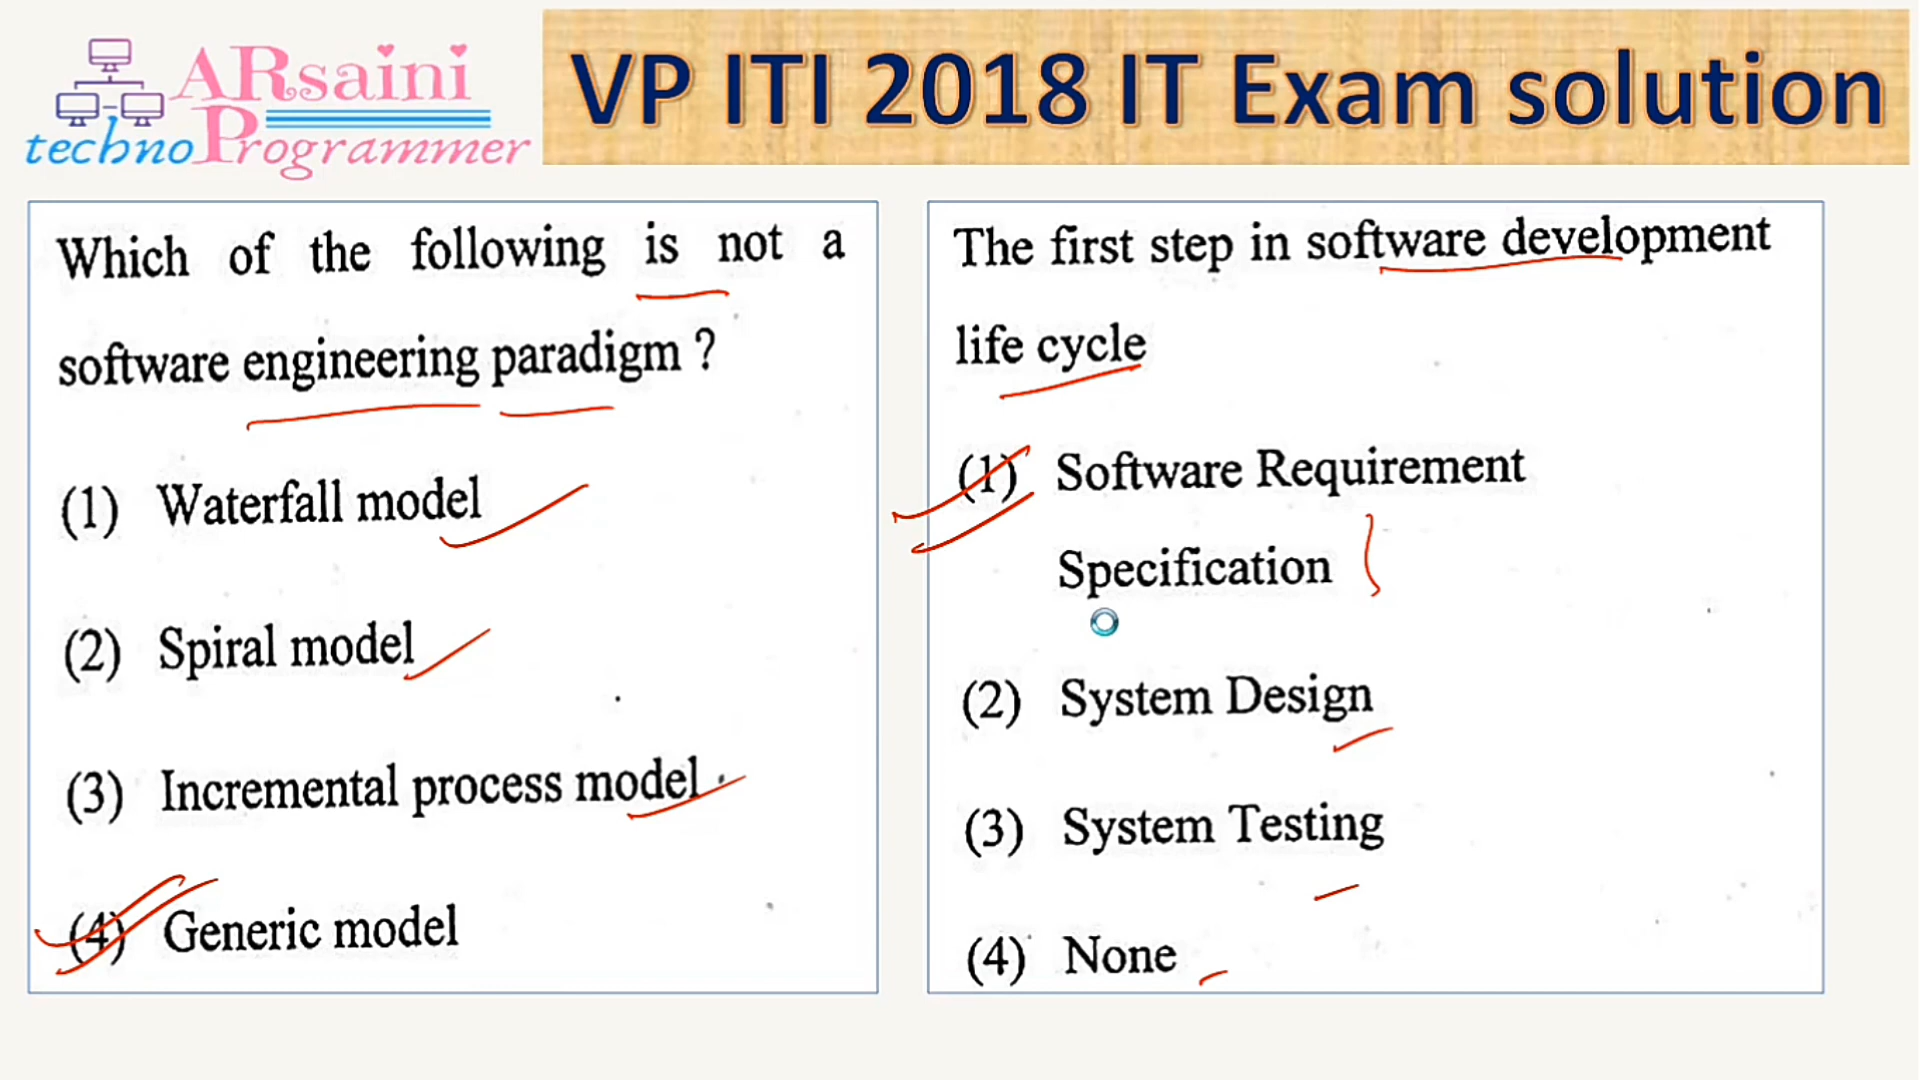 ARsaini
techno Programmer
VP ITI 2018 IT Exam solution
Which of the following is not a
software engineering paradigm ?
(1) Waterfall model
(2) Spiral model
(3) Incremental process model
(4) Generic model
The first step in software development
life cycle
(1) Software Requirement
Specification
(2) System Design
(3) System Testing
(4) None